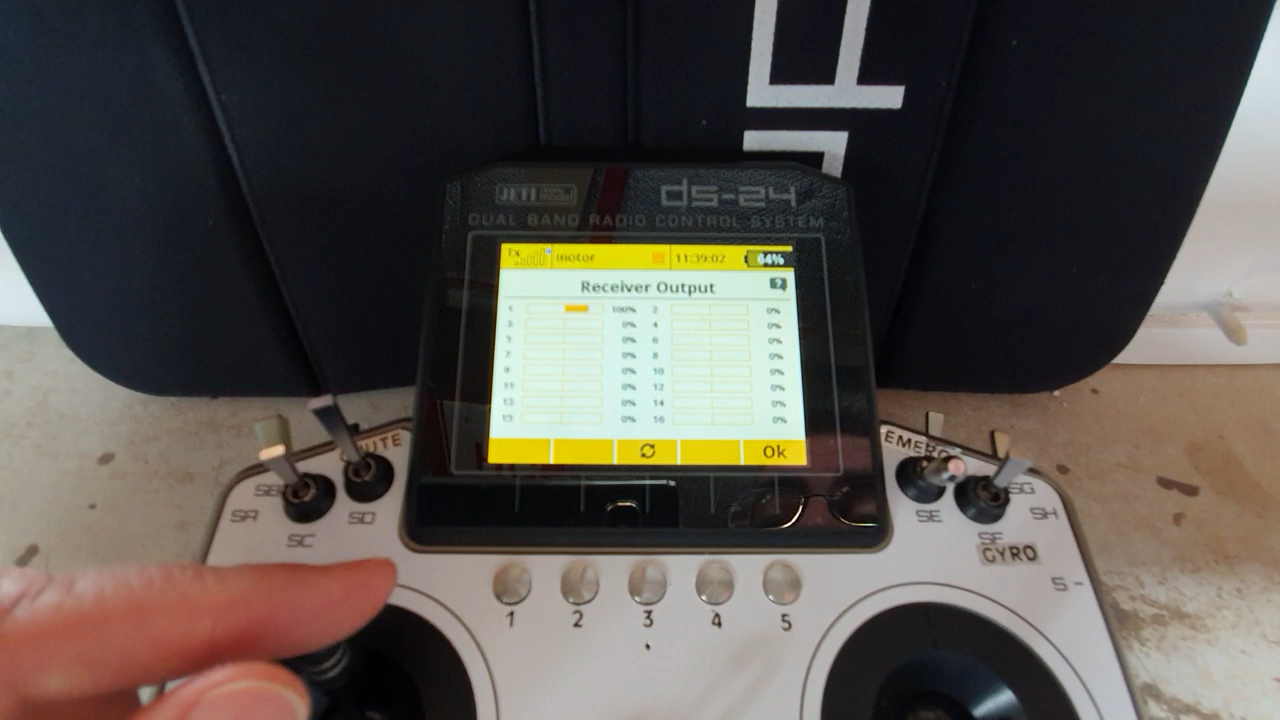 JETI model
ds-24
DUAL BAND RADIO CONTROL SYSTEM
Tx motor 11:39:02 64%
Receiver Output ?
1 100% 2 0%
3 0% 4 0%
5 0% 6 0%
7 0% 8 0%
9 0% 10 0%
11 0% 12 0%
13 0% 14 0%
15 0% 16 0%
Ok
SB
SA
SD
SC
SE
SG
SH
SF
GYRO
5 -
1 2 3 4 5